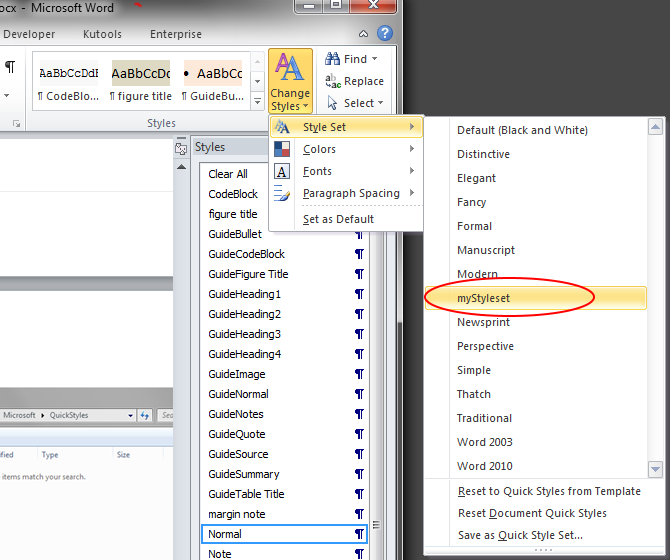 ocx - Microsoft Word
Developer Kutools Enterprise
AaBbCcDdE AaBbCcDc • AaBbCc
¶ CodeBlo... ¶ figure title ¶ GuideBu...
Change
Styles
Find
Replace
Select
Styles
Style Set
Colors
Fonts
Paragraph Spacing
Set as Default
Styles
Clear All
CodeBlock
figure title
GuideBullet
GuideCodeBlock
GuideFigure Title
GuideHeading1
GuideHeading2
GuideHeading3
GuideHeading4
GuideImage
GuideNormal
GuideNotes
GuideQuote
GuideSource
GuideSummary
GuideTable Title
margin note
Normal
Note
Default (Black and White)
Distinctive
Elegant
Fancy
Formal
Manuscript
Modern
myStyleset
Newsprint
Perspective
Simple
Thatch
Traditional
Word 2003
Word 2010
Reset to Quick Styles from Template
Reset Document Quick Styles
Save as Quick Style Set...
Microsoft QuickStyles Sea
ified Type Size
items match your search.